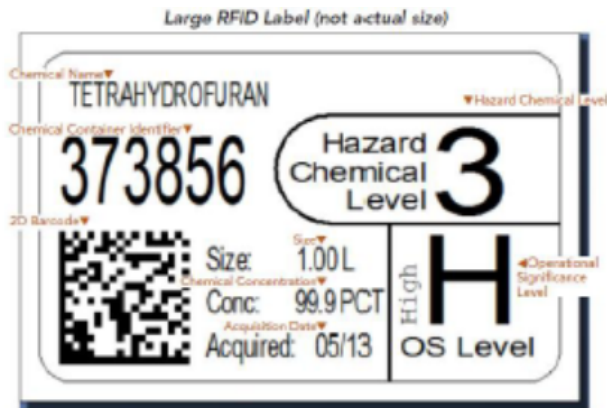 Large RFID Label (not actual size)
Chemical Name▼
TETRAHYDROFURAN
▼Hazard Chemical Level
Chemical Container Identifier▼
373856
Hazard
Chemical
Level
3
2D Barcode▼
Size▼
Size: 1.00 L
Chemical Concentration▼
Conc: 99.9 PCT
Acquisition Date▼
Acquired: 05/13
High
H
◀Operational
Significance
Level
OS Level